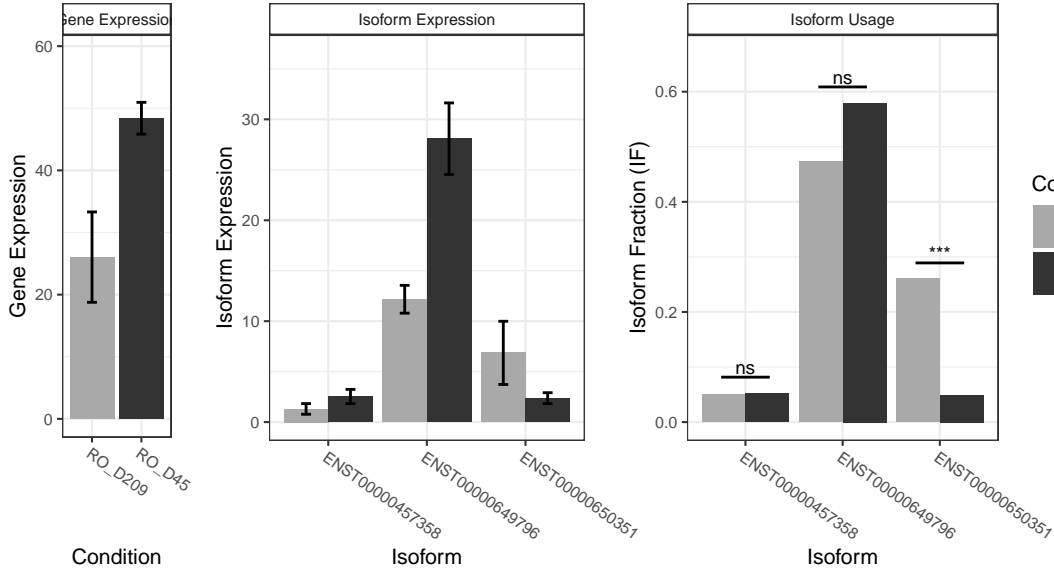 Gene Expression
Isoform Expression
Isoform Usage
Gene Expression
60
40
20
0
RO_D209
RO_D45
Condition
Isoform Expression
30
20
10
0
ENST00000457358
ENST00000649796
ENST00000650351
Isoform
Isoform Fraction (IF)
0.6
0.4
0.2
0.0
ns
ns
***
ENST00000457358
ENST00000649796
ENST00000650351
Isoform
Co